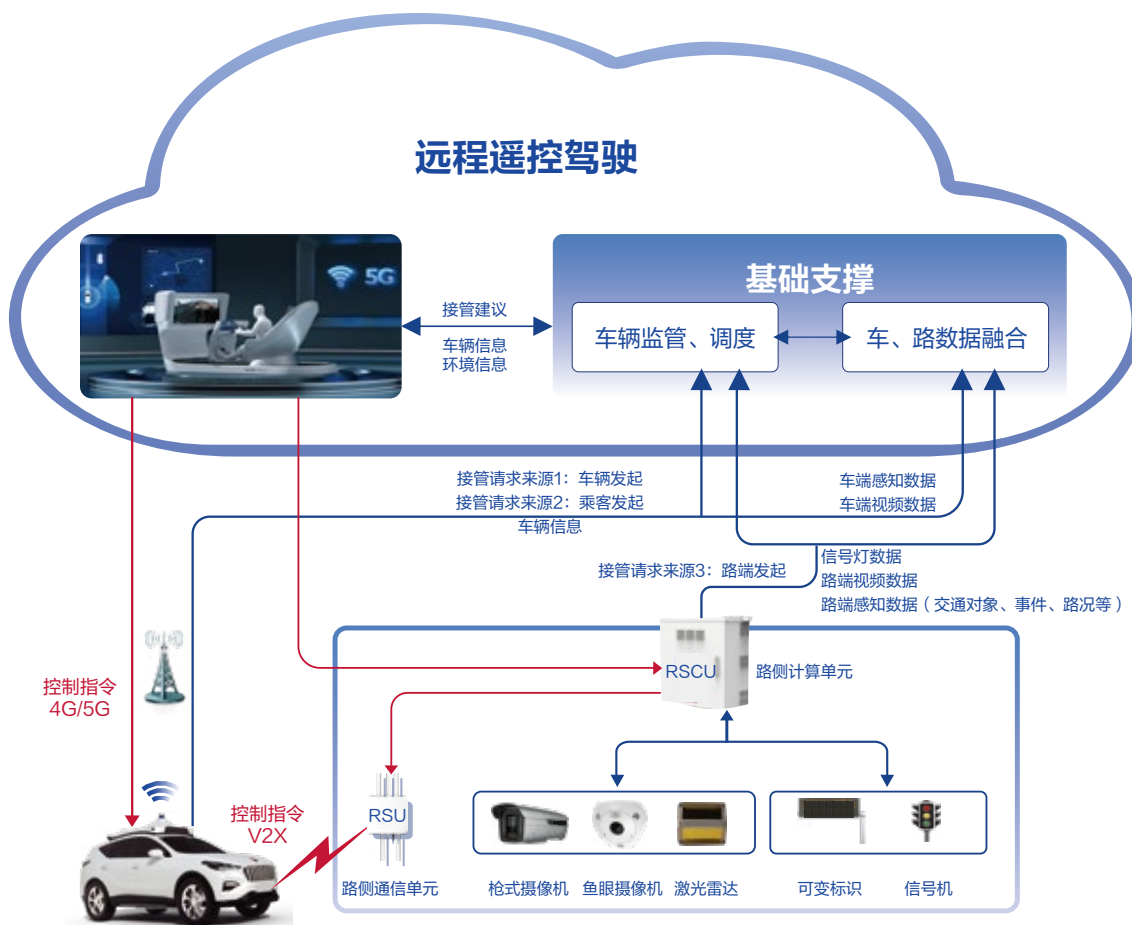 远程遥控驾驶
5G
基础支撑
接管建议
车辆信息
环境信息
车辆监管、调度
车、路数据融合
接管请求来源1：车辆发起
接管请求来源2：乘客发起
车辆信息
车端感知数据
车端视频数据
接管请求来源3：路端发起
信号灯数据
路端视频数据
路端感知数据（交通对象、事件、路况等）
RSCU
路侧计算单元
控制指令
4G/5G
控制指令
V2X
RSU
路侧通信单元
枪式摄像机
鱼眼摄像机
激光雷达
可变标识
信号机